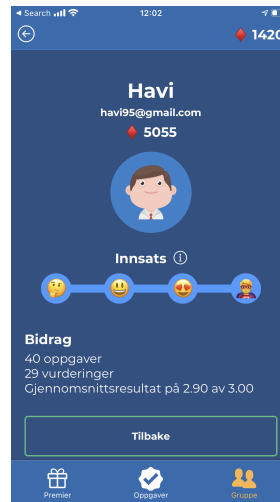 ◂ Search 12:02
1420
Havi
havi95@gmail.com
5055
Innsats ⓘ
Bidrag
40 oppgaver
29 vurderinger
Gjennomsnittsresultat på 2.90 av 3.00
Tilbake
Premier Oppgaver Gruppe